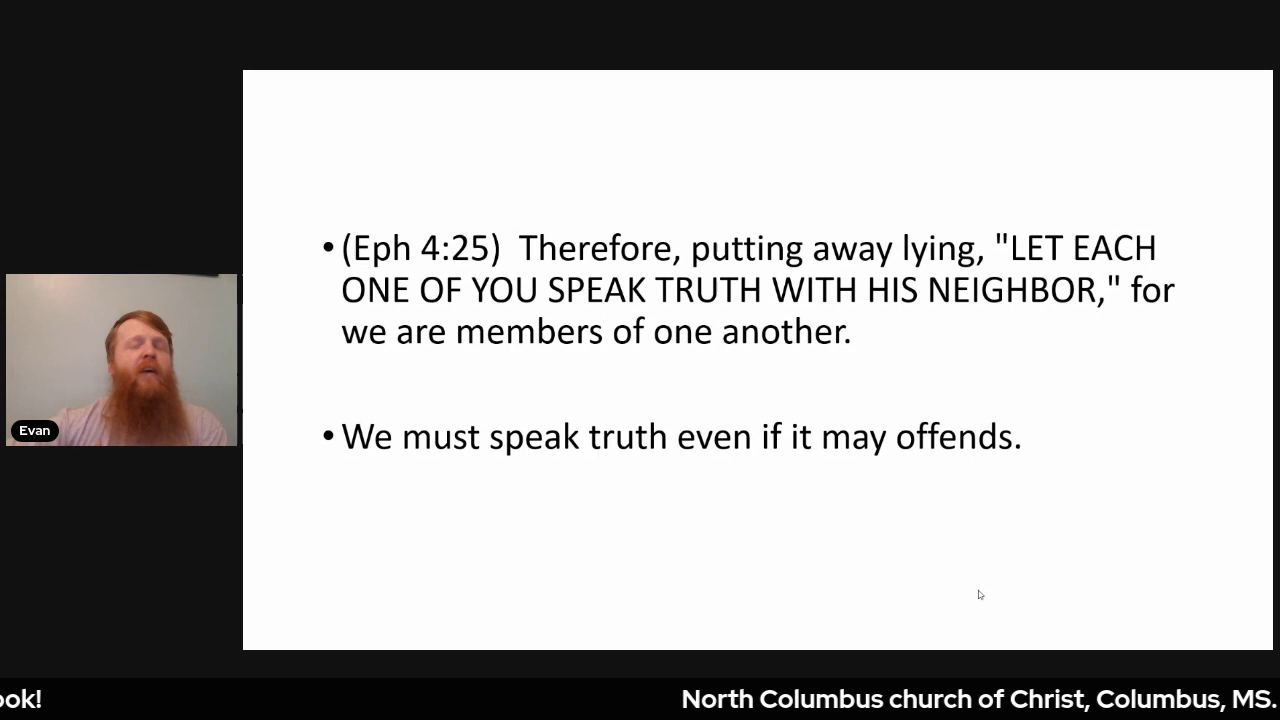 • (Eph 4:25)  Therefore, putting away lying, "LET EACH
ONE OF YOU SPEAK TRUTH WITH HIS NEIGHBOR," for
we are members of one another.
• We must speak truth even if it may offends.
Evan
ook!
North Columbus church of Christ, Columbus, MS.